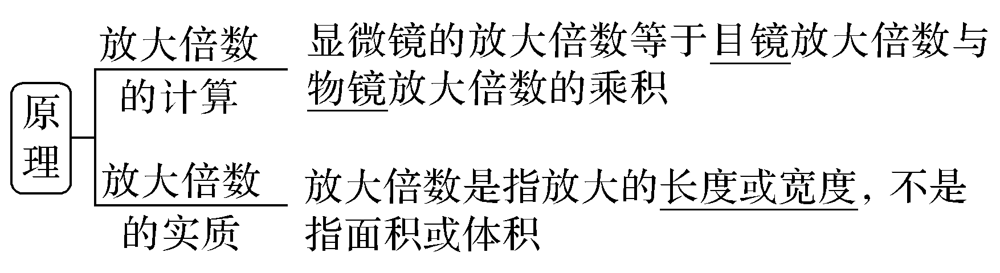 原理
放大倍数
的计算
显微镜的放大倍数等于目镜放大倍数与
物镜放大倍数的乘积
放大倍数
的实质
放大倍数是指放大的长度或宽度，不是
指面积或体积